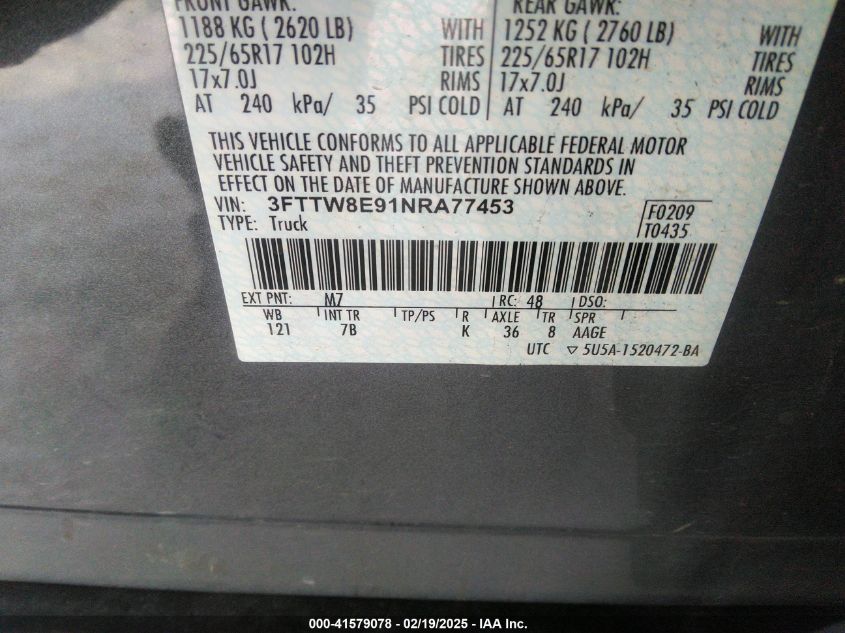 FRONT GAWR: REAR GAWR:
1188 KG ( 2620 LB) WITH 1252 KG ( 2760 LB) WITH
225/65R17 102H TIRES 225/65R17 102H TIRES
17x7.0J RIMS 17x7.0J RIMS
AT 240 kPa/ 35 PSI COLD AT 240 kPa/ 35 PSI COLD
THIS VEHICLE CONFORMS TO ALL APPLICABLE FEDERAL MOTOR
VEHICLE SAFETY AND THEFT PREVENTION STANDARDS IN
EFFECT ON THE DATE OF MANUFACTURE SHOWN ABOVE.
VIN: 3FTTW8E91NRA77453 F0209
TYPE: Truck T0435
EXT PNT: M7 RC: 48 DSO:
WB INT TR TP/PS R AXLE TR SPR
121 7B K 36 8 AAGE
UTC ▽ 5U5A-1520472-BA
000-41579078 - 02/19/2025 - IAA Inc.